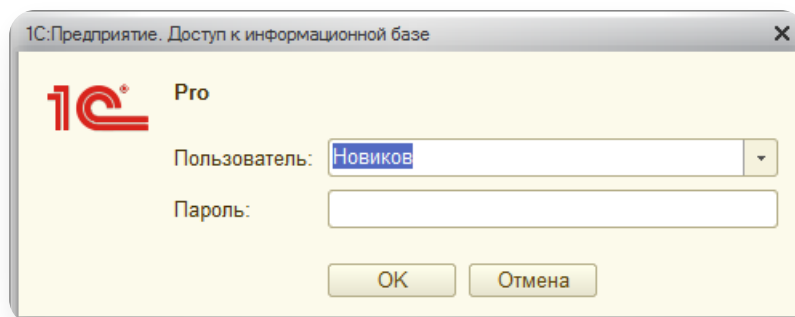 1С:Предприятие. Доступ к информационной базе
1С
Pro
Пользователь: Новиков
Пароль:
OK Отмена